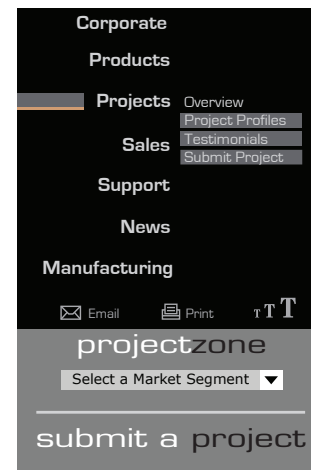 Corporate
Products
Projects Overview
Project Profiles
Testimonials
Sales
Submit Project
Support
News
Manufacturing
Email Print T T T
projectzone
Select a Market Segment
submit a project